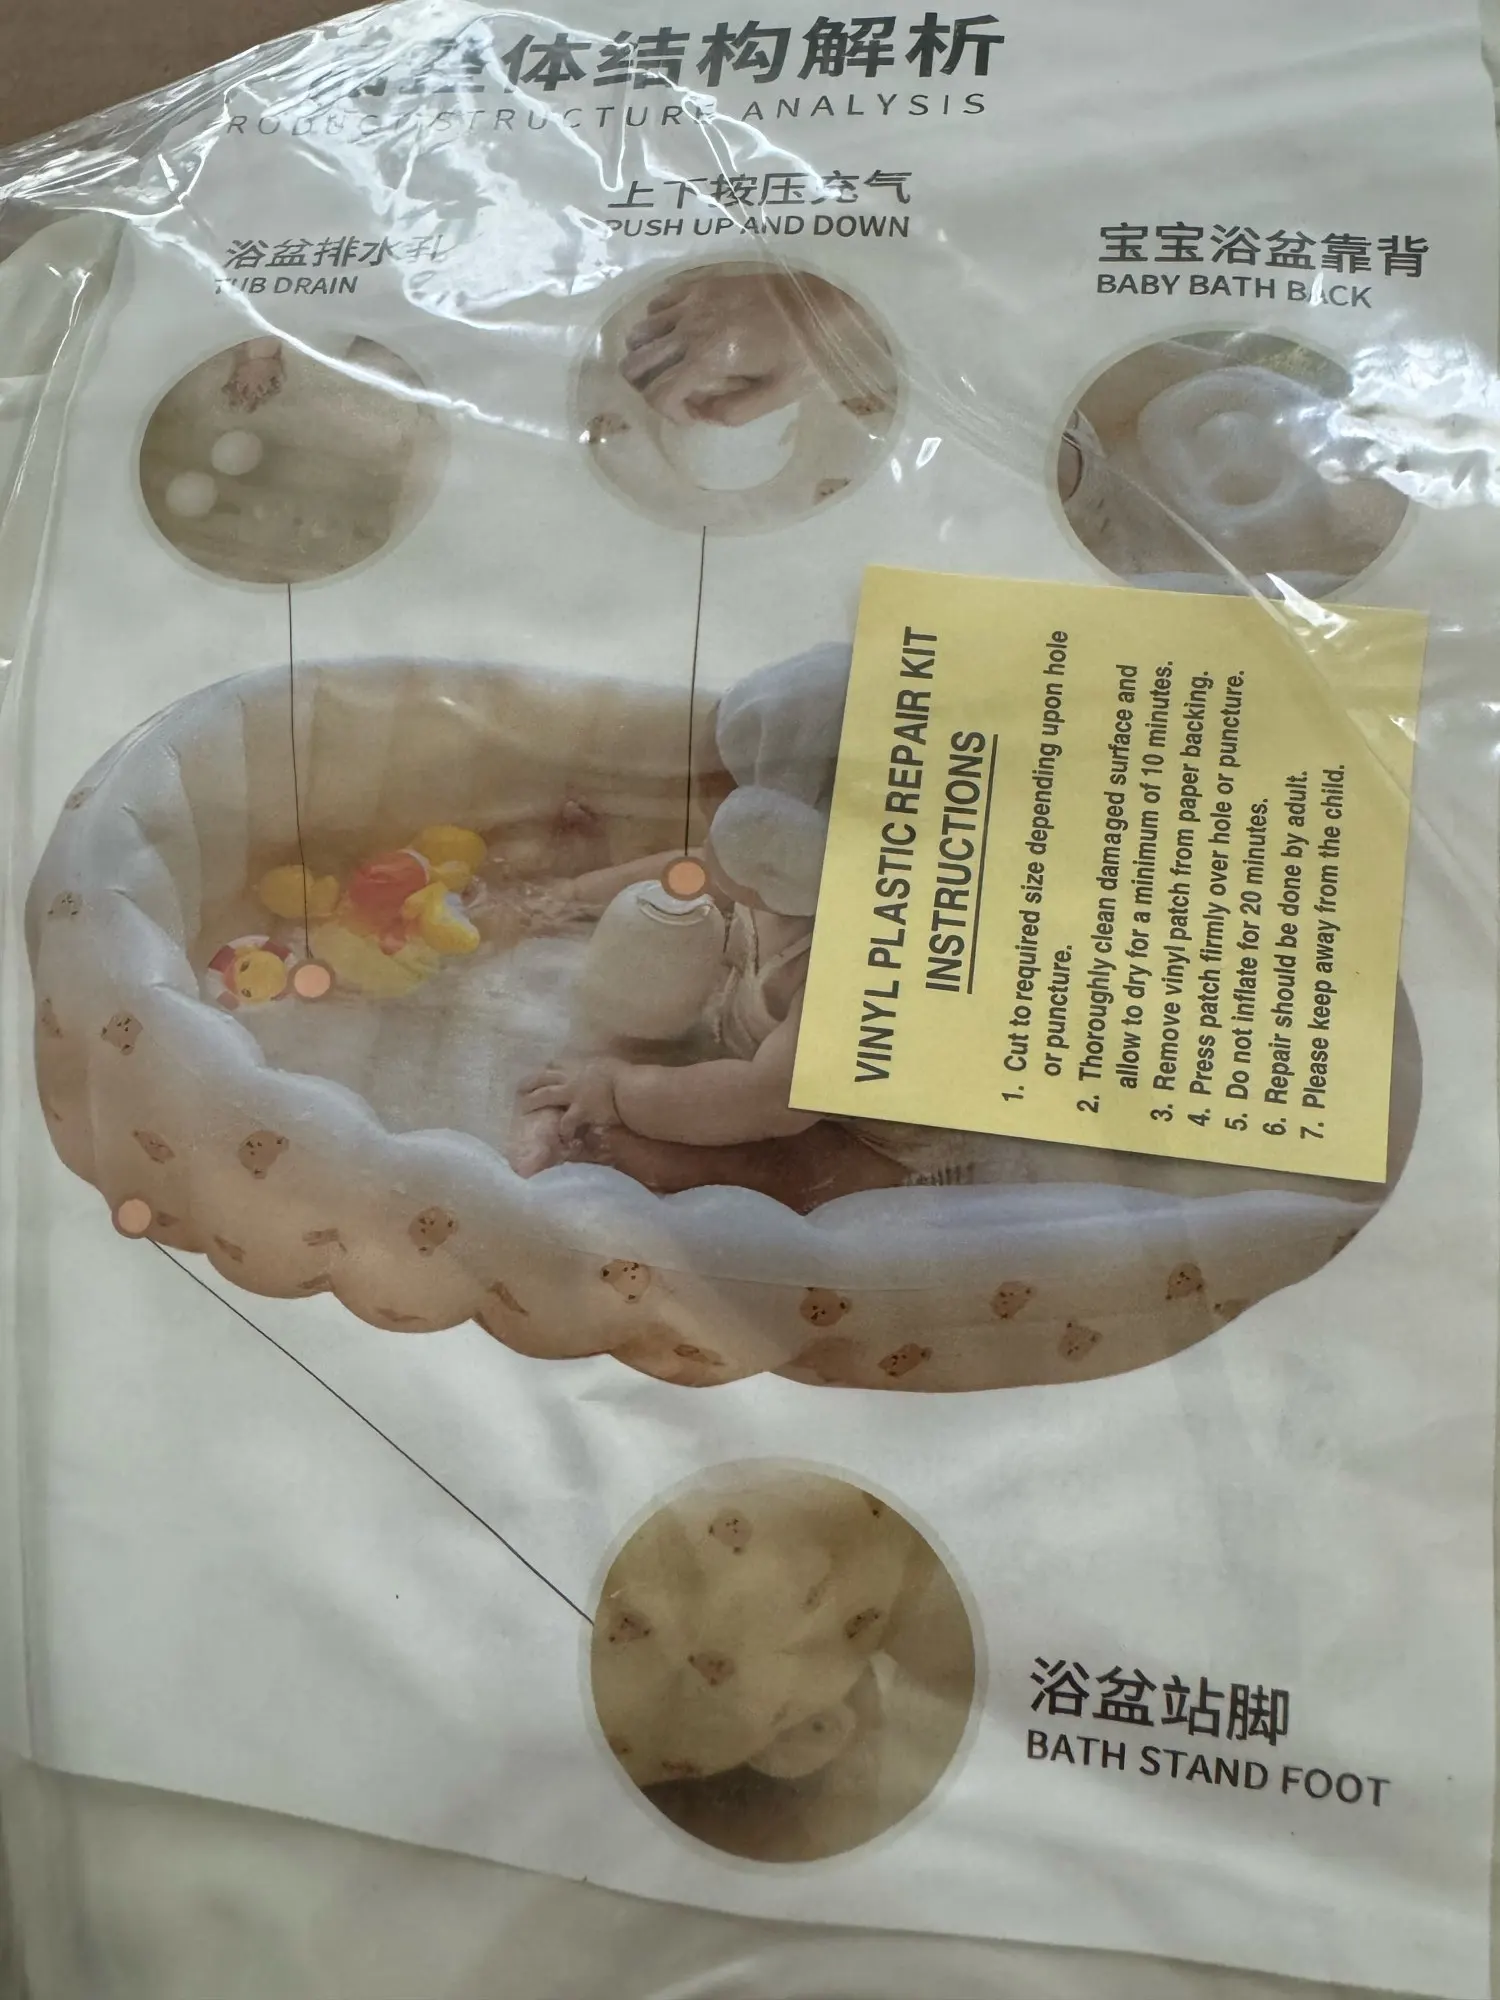 整体结构解析
PRODUCT STRUCTURE ANALYSIS
上下按压充气
PUSH UP AND DOWN
浴盆排水孔
TUB DRAIN
宝宝浴盆靠背
BABY BATH BACK
VINYL PLASTIC REPAIR KIT
INSTRUCTIONS
1. Cut to required size depending upon hole
or puncture.
2. Thoroughly clean damaged surface and
allow to dry for a minimum of 10 minutes.
3. Remove vinyl patch from paper backing.
4. Press patch firmly over hole or puncture.
5. Do not inflate for 20 minutes.
6. Repair should be done by adult.
7. Please keep away from the child.
浴盆站脚
BATH STAND FOOT